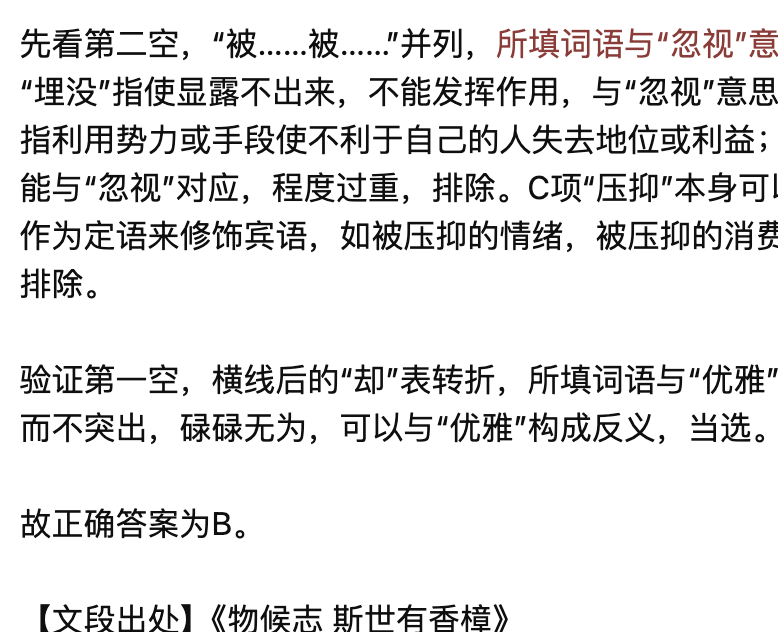 先看第二空，“被……被……”并列，所填词语与“忽视”意
“埋没”指使显露不出来，不能发挥作用，与“忽视”意思
指利用势力或手段使不利于自己的人失去地位或利益；
能与“忽视”对应，程度过重，排除。C项“压抑”本身可
作为定语来修饰宾语，如被压抑的情绪，被压抑的消费
排除。
验证第一空，横线后的“却”表转折，所填词语与“优雅”
而不突出，碌碌无为，可以与“优雅”构成反义，当选。
故正确答案为B。
【文段出处】《物候志 斯世有香樟》